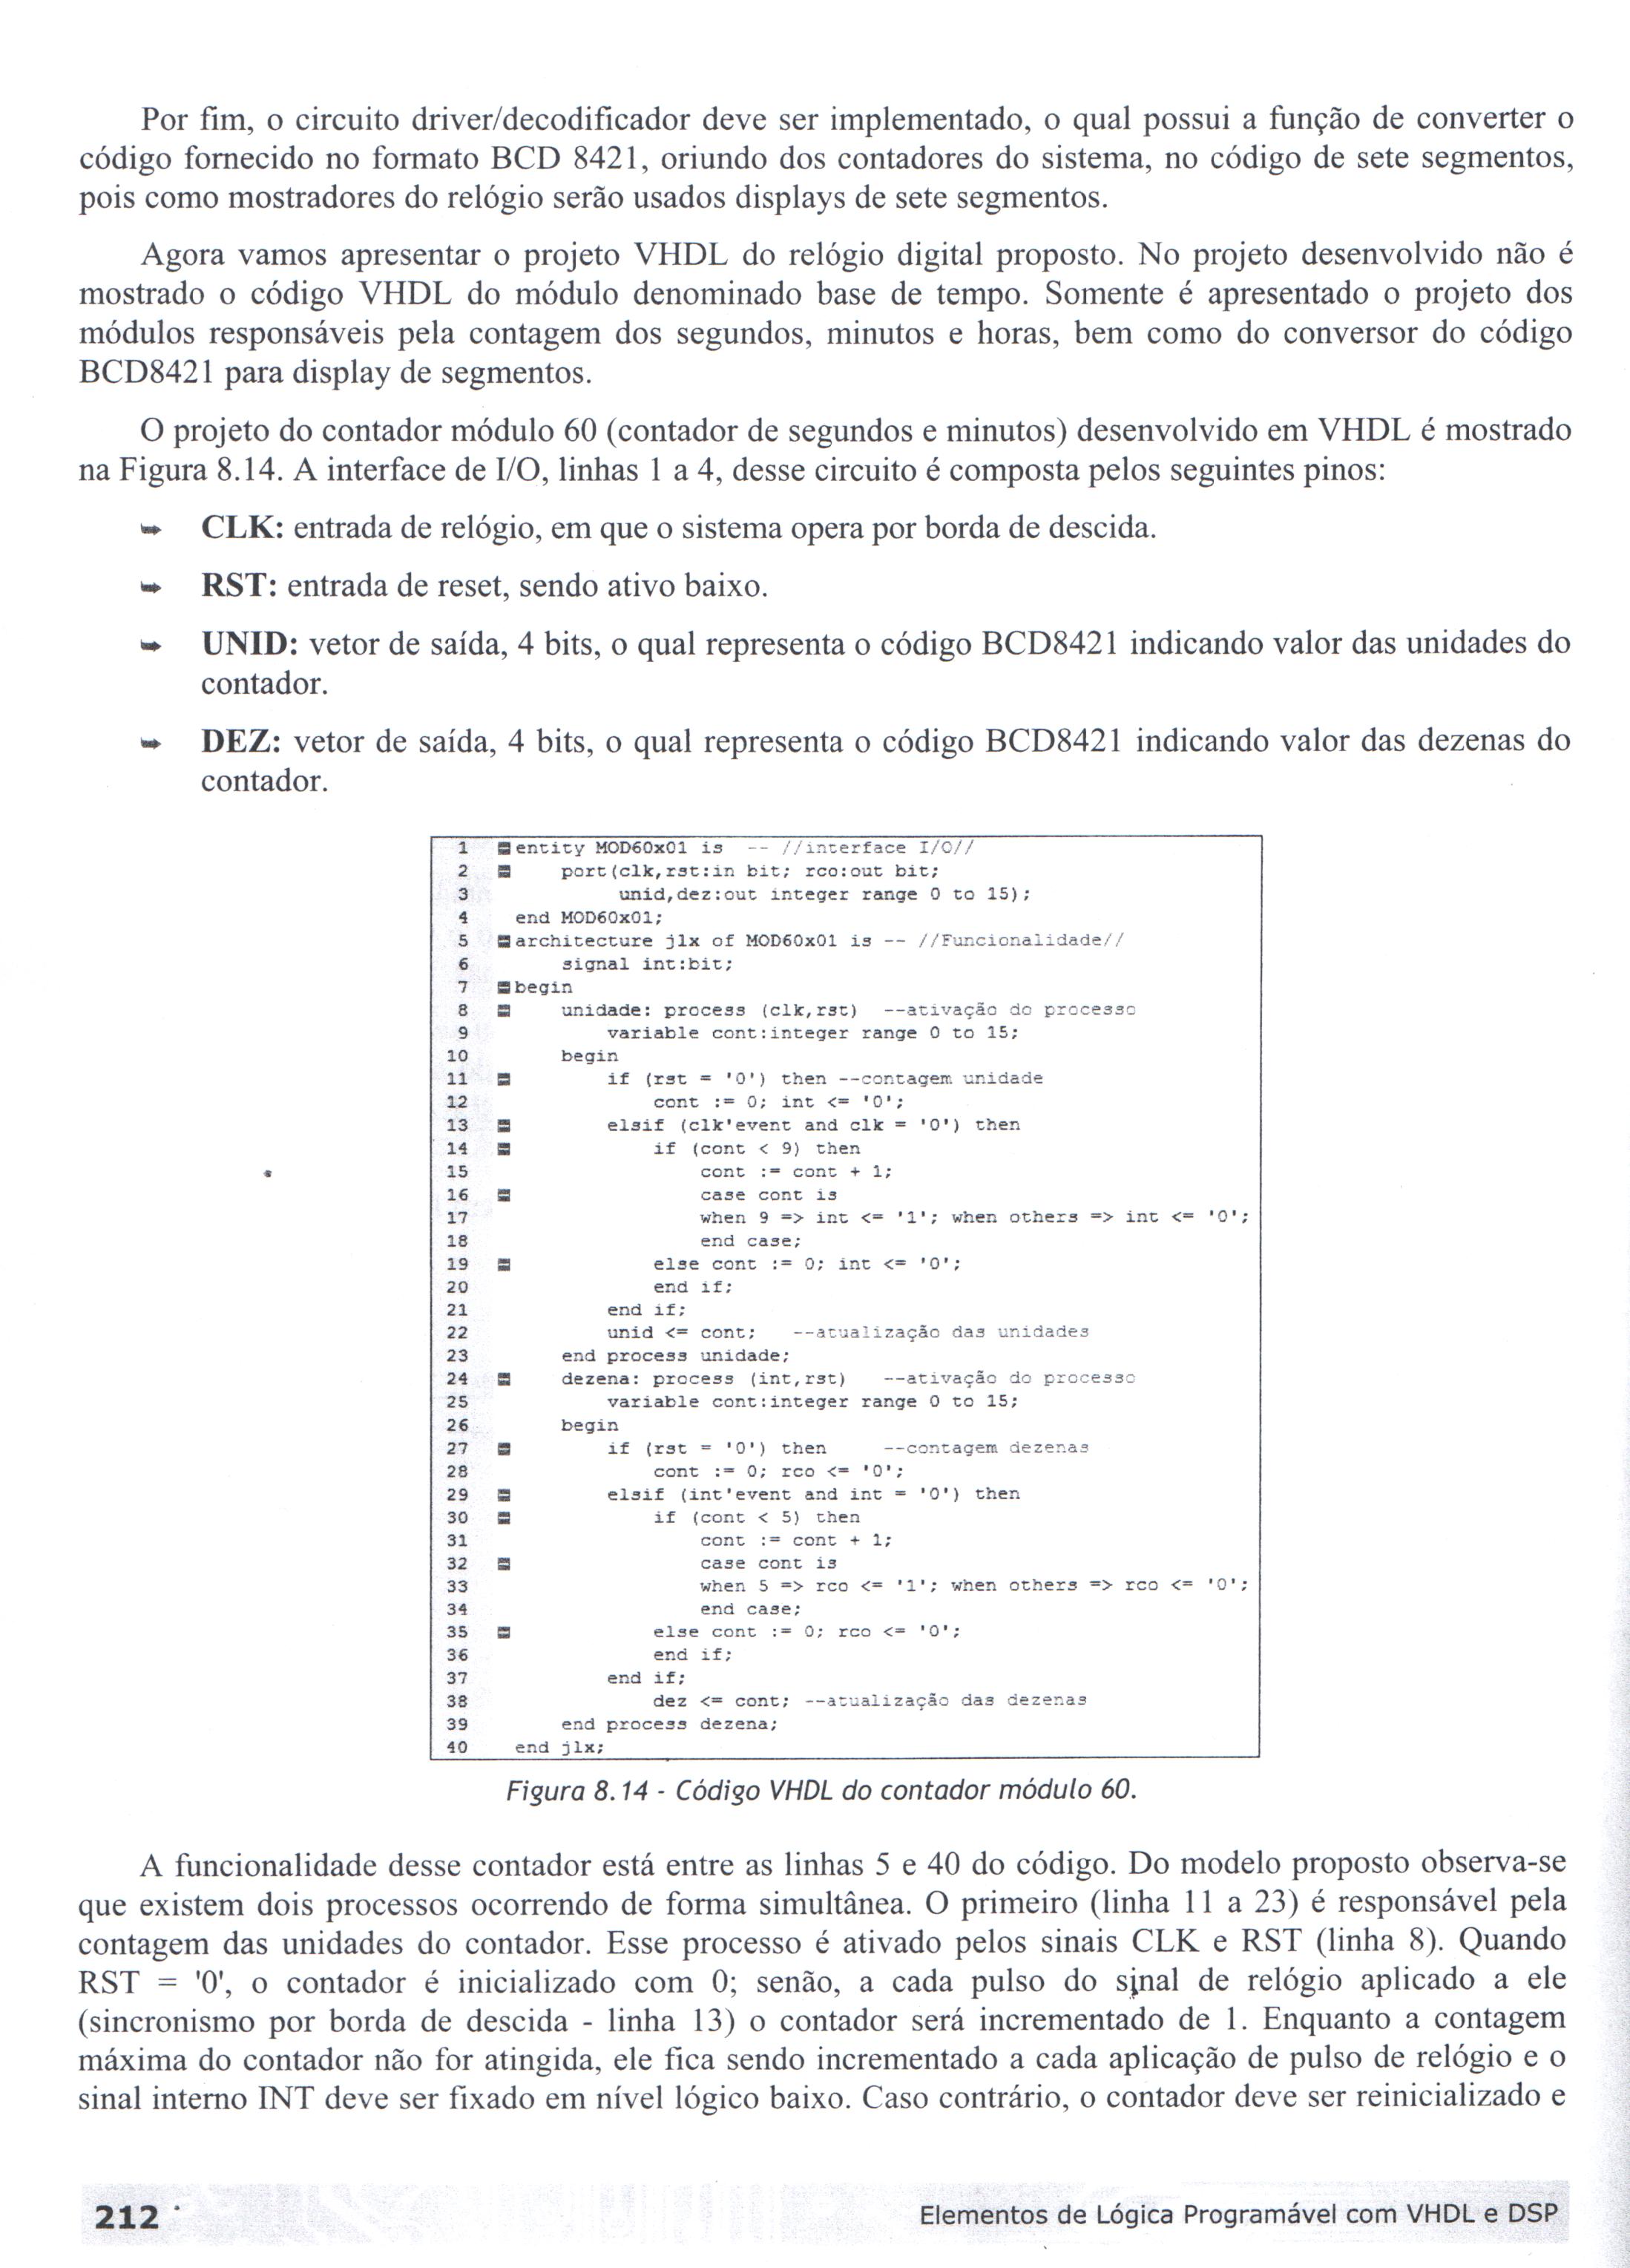 Por fim, o circuito driver/decodificador deve ser implementado, o qual possui a função de converter o
código fornecido no formato BCD 8421, oriundo dos contadores do sistema, no código de sete segmentos,
pois como mostradores do relógio serão usados displays de sete segmentos.
Agora vamos apresentar o projeto VHDL do relógio digital proposto. No projeto desenvolvido não é
mostrado o código VHDL do módulo denominado base de tempo. Somente é apresentado o projeto dos
módulos responsáveis pela contagem dos segundos, minutos e horas, bem como do conversor do código
BCD8421 para display de segmentos.
O projeto do contador módulo 60 (contador de segundos e minutos) desenvolvido em VHDL é mostrado
na Figura 8.14. A interface de I/O, linhas 1 a 4, desse circuito é composta pelos seguintes pinos:
CLK: entrada de relógio, em que o sistema opera por borda de descida.
RST: entrada de reset, sendo ativo baixo.
UNID: vetor de saída, 4 bits, o qual representa o código BCD8421 indicando valor das unidades do
contador.
DEZ: vetor de saída, 4 bits, o qual representa o código BCD8421 indicando valor das dezenas do
contador.
1 entity MOD60x01 is -- //interface I/O//
2 port(clk,rst:in bit; rco:out bit;
3 unid,dez:out integer range 0 to 15);
4 end MOD60x01;
5 architecture jlx of MOD60x01 is -- //Funcionalidade//
6 signal int:bit;
7 begin
8 unidade: process (clk,rst) --ativação do processo
9 variable cont:integer range 0 to 15;
10 begin
11 if (rst = '0') then --contagem unidade
12 cont := 0; int <= '0';
13 elsif (clk'event and clk = '0') then
14 if (cont < 9) then
15 cont := cont + 1;
16 case cont is
17 when 9 => int <= '1'; when others => int <= '0';
18 end case;
19 else cont := 0; int <= '0';
20 end if;
21 end if;
22 unid <= cont; --atualização das unidades
23 end process unidade;
24 dezena: process (int,rst) --ativação do processo
25 variable cont:integer range 0 to 15;
26 begin
27 if (rst = '0') then --contagem dezenas
28 cont := 0; rco <= '0';
29 elsif (int'event and int = '0') then
30 if (cont < 5) then
31 cont := cont + 1;
32 case cont is
33 when 5 => rco <= '1'; when others => rco <= '0';
34 end case;
35 else cont := 0; rco <= '0';
36 end if;
37 end if;
38 dez <= cont; --atualização das dezenas
39 end process dezena;
40 end jlx;
Figura 8.14 - Código VHDL do contador módulo 60.
A funcionalidade desse contador está entre as linhas 5 e 40 do código. Do modelo proposto observa-se
que existem dois processos ocorrendo de forma simultânea. O primeiro (linha 11 a 23) é responsável pela
contagem das unidades do contador. Esse processo é ativado pelos sinais CLK e RST (linha 8). Quando
RST = '0', o contador é inicializado com 0; senão, a cada pulso do sinal de relógio aplicado a ele
(sincronismo por borda de descida - linha 13) o contador será incrementado de 1. Enquanto a contagem
máxima do contador não for atingida, ele fica sendo incrementado a cada aplicação de pulso de relógio e o
sinal interno INT deve ser fixado em nível lógico baixo. Caso contrário, o contador deve ser reinicializado e
212 Elementos de Lógica Programável com VHDL e DSP